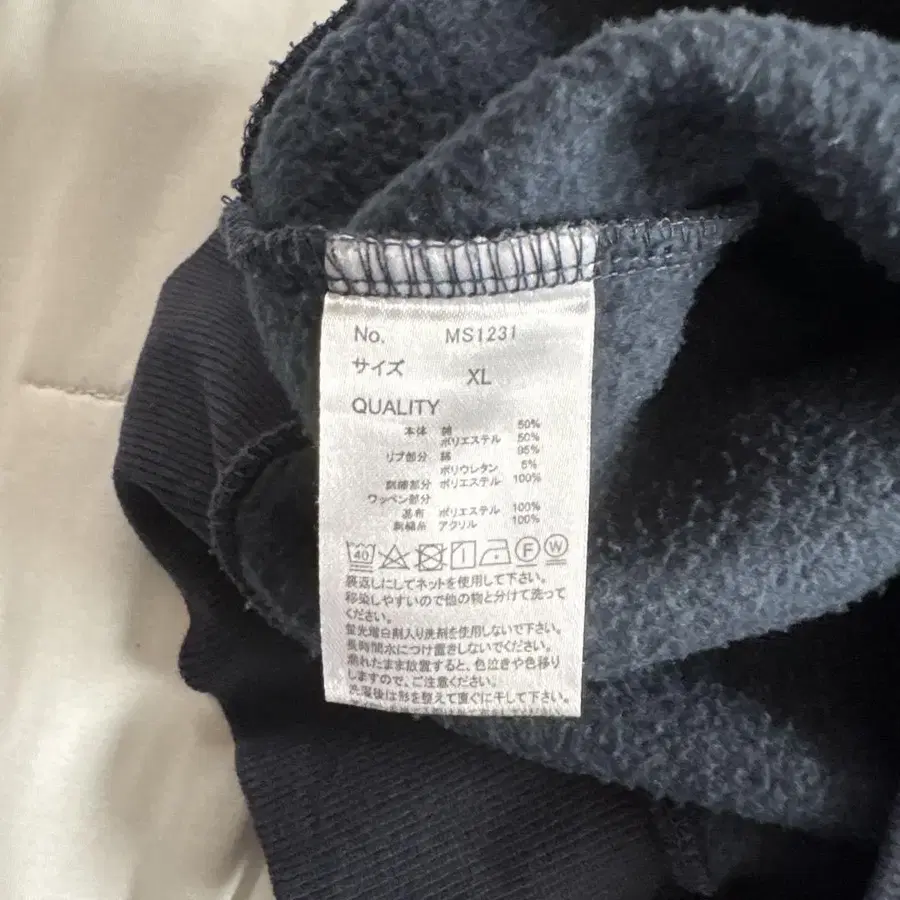 No. MS1231
サイズ XL
QUALITY
本体 綿 50%
ポリエステル 50%
リブ部分 綿 95%
ポリウレタン 5%
刺繍部分 ポリエステル 100%
ワッペン部分
基布 ポリエステル 100%
刺繍糸 アクリル 100%
40 F W
裏返しにしてネットを使用して下さい。
移染しやすいので他の物と分けて洗って
ください。
蛍光増白剤入り洗剤を使用しないで下さい。
長時間水につけ置きしないでください。
濡れたまま放置すると、色泣きや色移り
しますので、ご注意ください。
洗濯後は形を整えて直ぐに干して下さい。